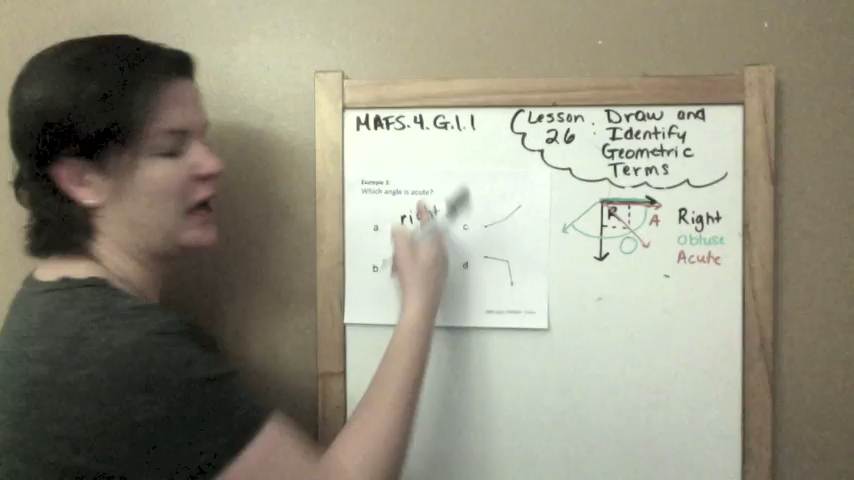 MAFS.4.G.1.1
Lesson 26 : Draw and
Identify
Geometric
Terms
Example 3:
Which angle is acute?
right
a
c
b
d
R
A
O
Right
Obtuse
Acute